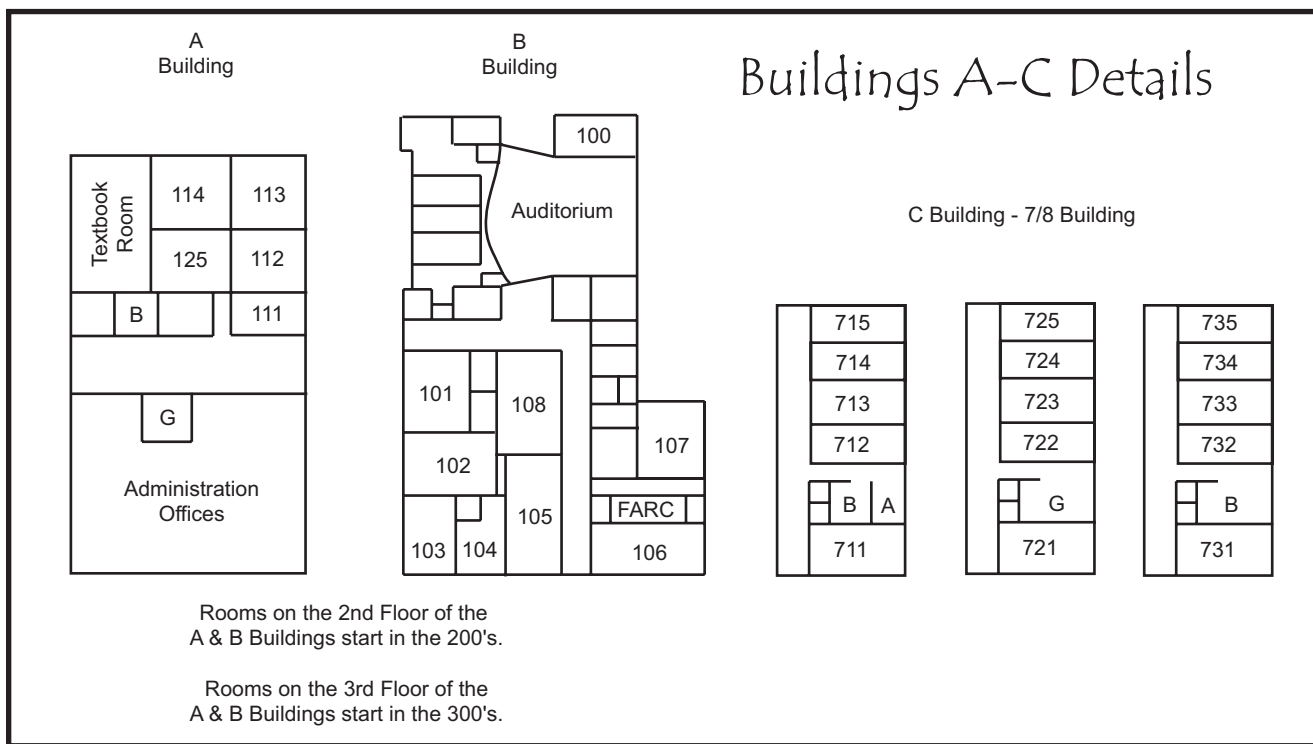 Buildings A-C Details
A
Building
Textbook
Room
114
113
125
112
B
111
G
Administration
Offices
B
Building
100
Auditorium
101
108
102
107
105
FARC
103
104
106
C Building - 7/8 Building
715
714
713
712
B
A
711
725
724
723
722
G
721
735
734
733
732
B
731
Rooms on the 2nd Floor of the
A & B Buildings start in the 200's.
Rooms on the 3rd Floor of the
A & B Buildings start in the 300's.